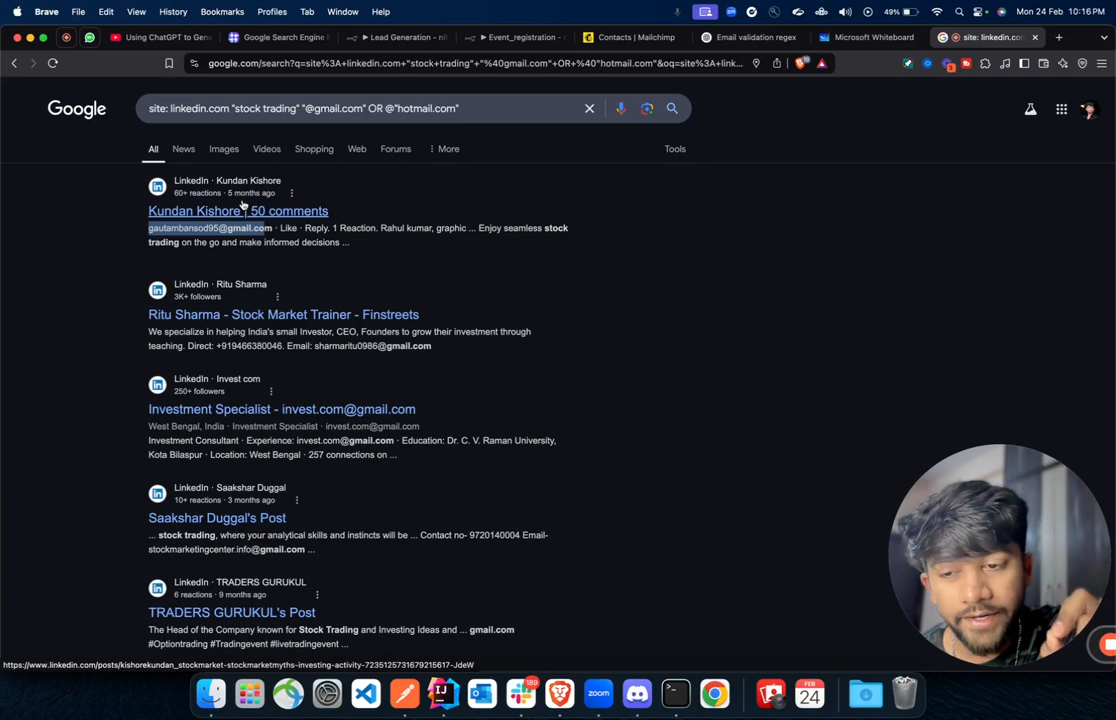 Brave File Edit View History Bookmarks Profiles Tab Window Help
49% Mon 24 Feb 10:16 PM
Using ChatGPT to Gen
Google Search Engine
Lead Generation - n8
Event_registration -
Contacts | Mailchimp
Email validation regex
Microsoft Whiteboard
site: linkedin.com
google.com/search?q=site%3A+linkedin.com+"stock+trading"+"%40gmail.com"+OR+%40"hotmail.com"&oq=site%3A+link...
Google
site: linkedin.com "stock trading" "@gmail.com" OR @"hotmail.com"
All News Images Videos Shopping Web Forums More Tools
LinkedIn · Kundan Kishore
60+ reactions · 5 months ago
Kundan Kishore | 50 comments
gautambansod95@gmail.com · Like · Reply. 1 Reaction. Rahul kumar, graphic ... Enjoy seamless stock
trading on the go and make informed decisions ...
LinkedIn · Ritu Sharma
3K+ followers
Ritu Sharma - Stock Market Trainer - Finstreets
We specialize in helping India's small Investor, CEO, Founders to grow their investment through
teaching. Direct: +919466380046. Email: sharmaritu0986@gmail.com
LinkedIn · Invest com
250+ followers
Investment Specialist - invest.com@gmail.com
West Bengal, India · Investment Specialist · invest.com@gmail.com
Investment Consultant · Experience: invest.com@gmail.com · Education: Dr. C. V. Raman University,
Kota Bilaspur · Location: West Bengal · 257 connections on ...
LinkedIn · Saakshar Duggal
10+ reactions · 3 months ago
Saakshar Duggal's Post
... stock trading, where your analytical skills and instincts will be ... Contact no- 9720140004 Email-
stockmarketingcenter.info@gmail.com ...
LinkedIn · TRADERS GURUKUL
6 reactions · 9 months ago
TRADERS GURUKUL's Post
The Head of the Company known for Stock Trading and Investing Ideas and ... gmail.com
#Optiontrading #Tradingevent #livetradingevent ...
https://www.linkedin.com/posts/kishorekundan_stockmarket-stockmarketmyths-investing-activity-7235125731679215617-JdeW
189
zoom
FEB
24